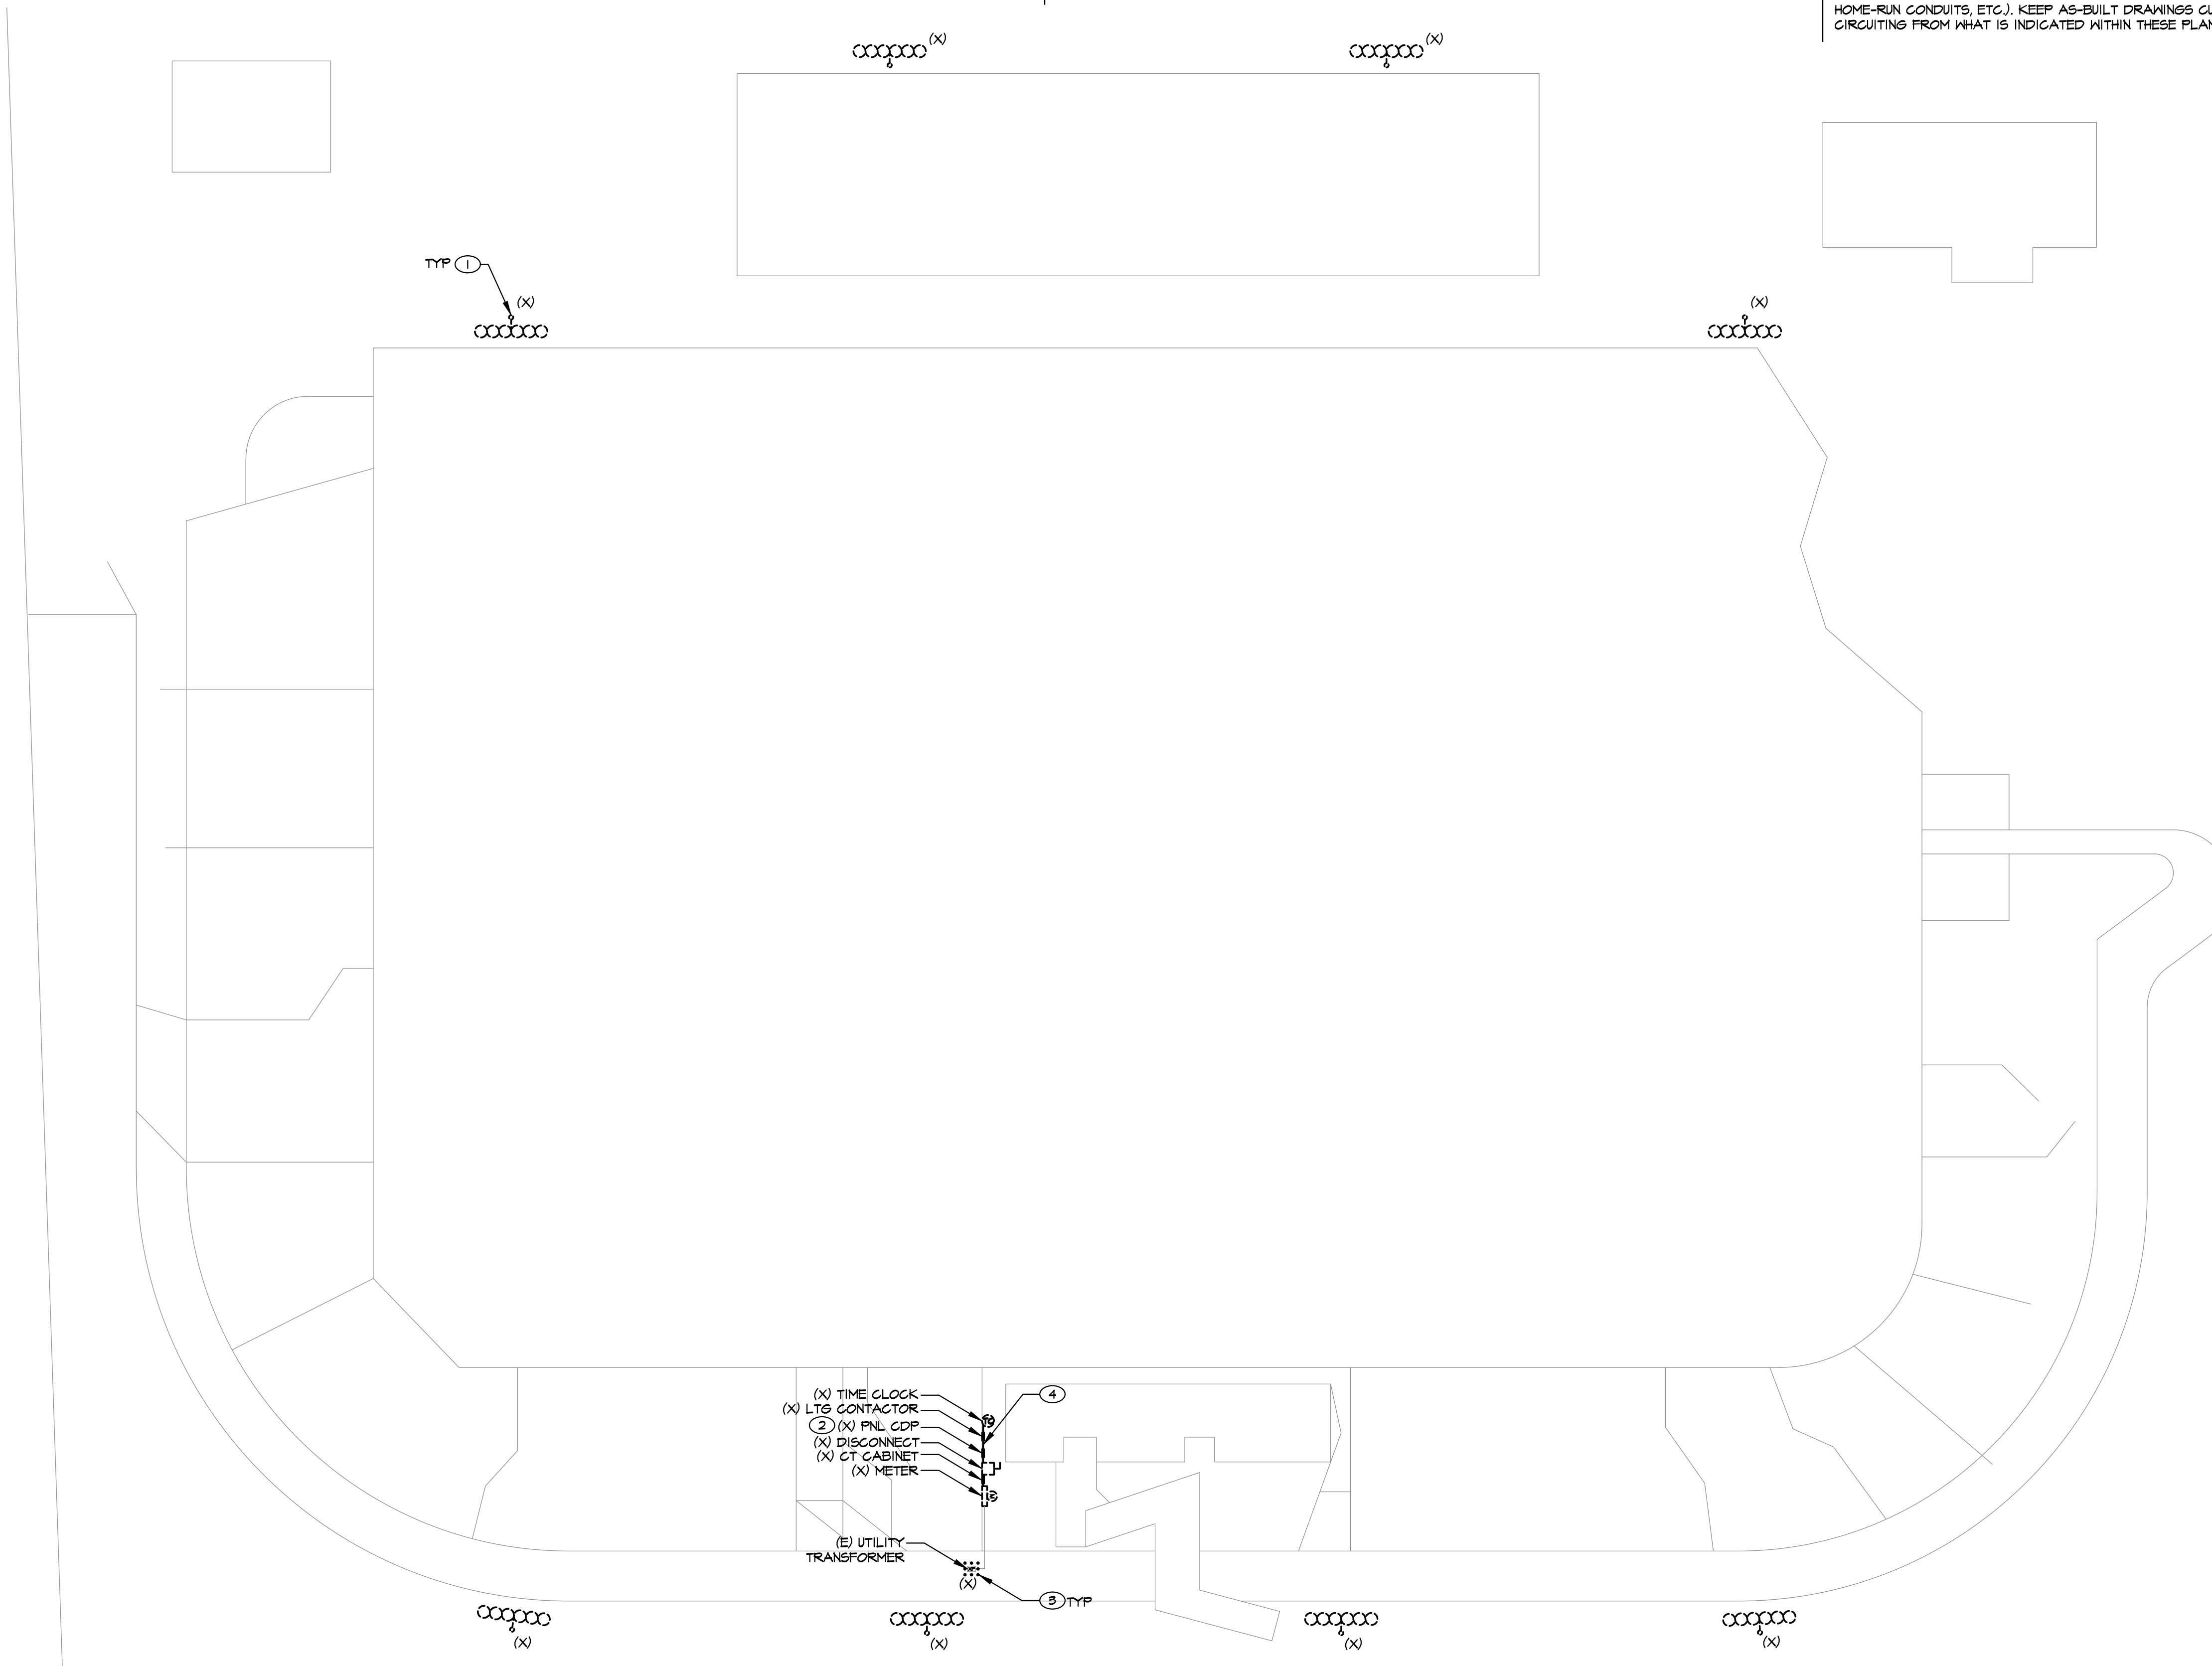 HOME-RUN CONDUITS, ETC.). KEEP AS-BUILT DRAWINGS
CIRCUITING FROM WHAT IS INDICATED WITHIN THESE
(X)
(X)
TYP 1
(X)
(X)
(X) TIME CLOCK
4
(X) LTG CONTACTOR
2 (X) PNL CDP
(X) DISCONNECT
(X) CT CABINET
(X) METER
(E) UTILITY
TRANSFORMER
(X)
3 TYP
(X)
(X)
(X)
(X)